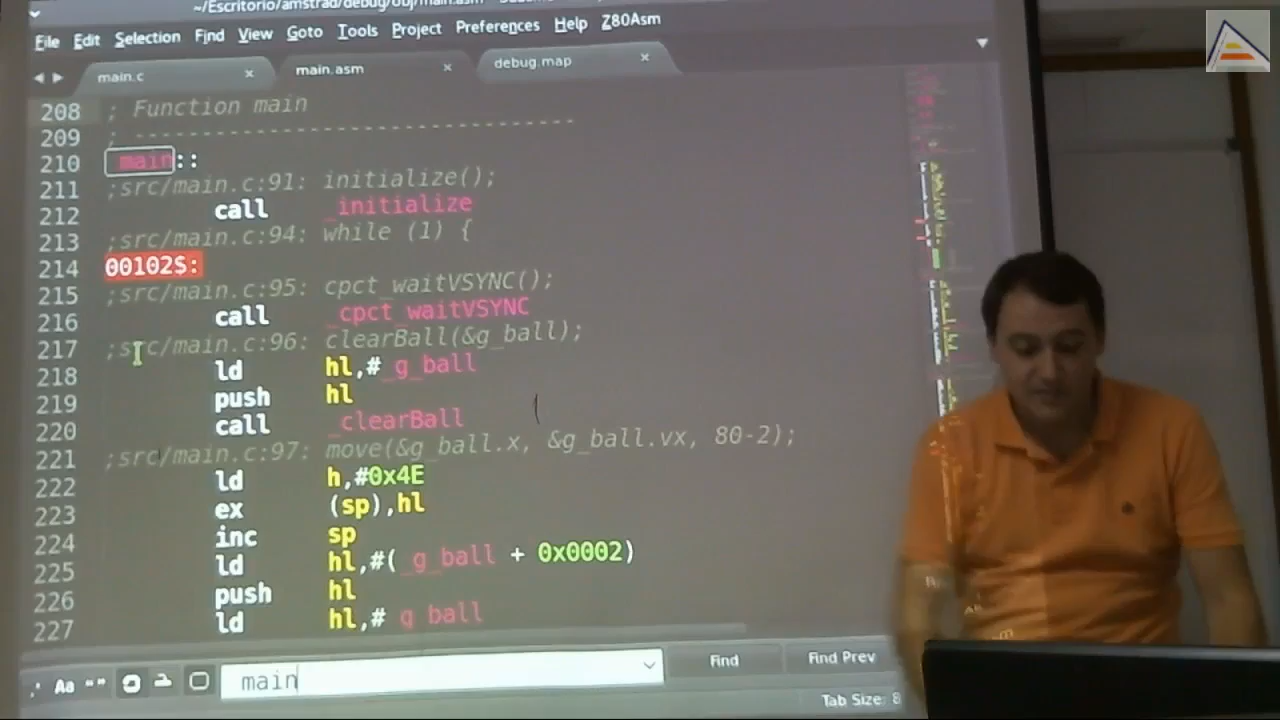 ~/Escritorio/amstrad/debug/obj/main.asm
File Edit Selection Find View Goto Tools Project Preferences Help Z80Asm
main.c × main.asm × debug.map ×
208 ; Function main
209 ; ---------------------------------
210 _main::
211 ;src/main.c:91: initialize();
212 call _initialize
213 ;src/main.c:94: while (1) {
214 00102$:
215 ;src/main.c:95: cpct_waitVSYNC();
216 call _cpct_waitVSYNC
217 ;src/main.c:96: clearBall(&g_ball);
218 ld hl,#_g_ball
219 push hl
220 call _clearBall
221 ;src/main.c:97: move(&g_ball.x, &g_ball.vx, 80-2);
222 ld h,#0x4E
223 ex (sp),hl
224 inc sp
225 ld hl,#(_g_ball + 0x0002)
226 push hl
227 ld hl,#_g_ball
Aa “” main Find Find Prev
Tab Size: 8